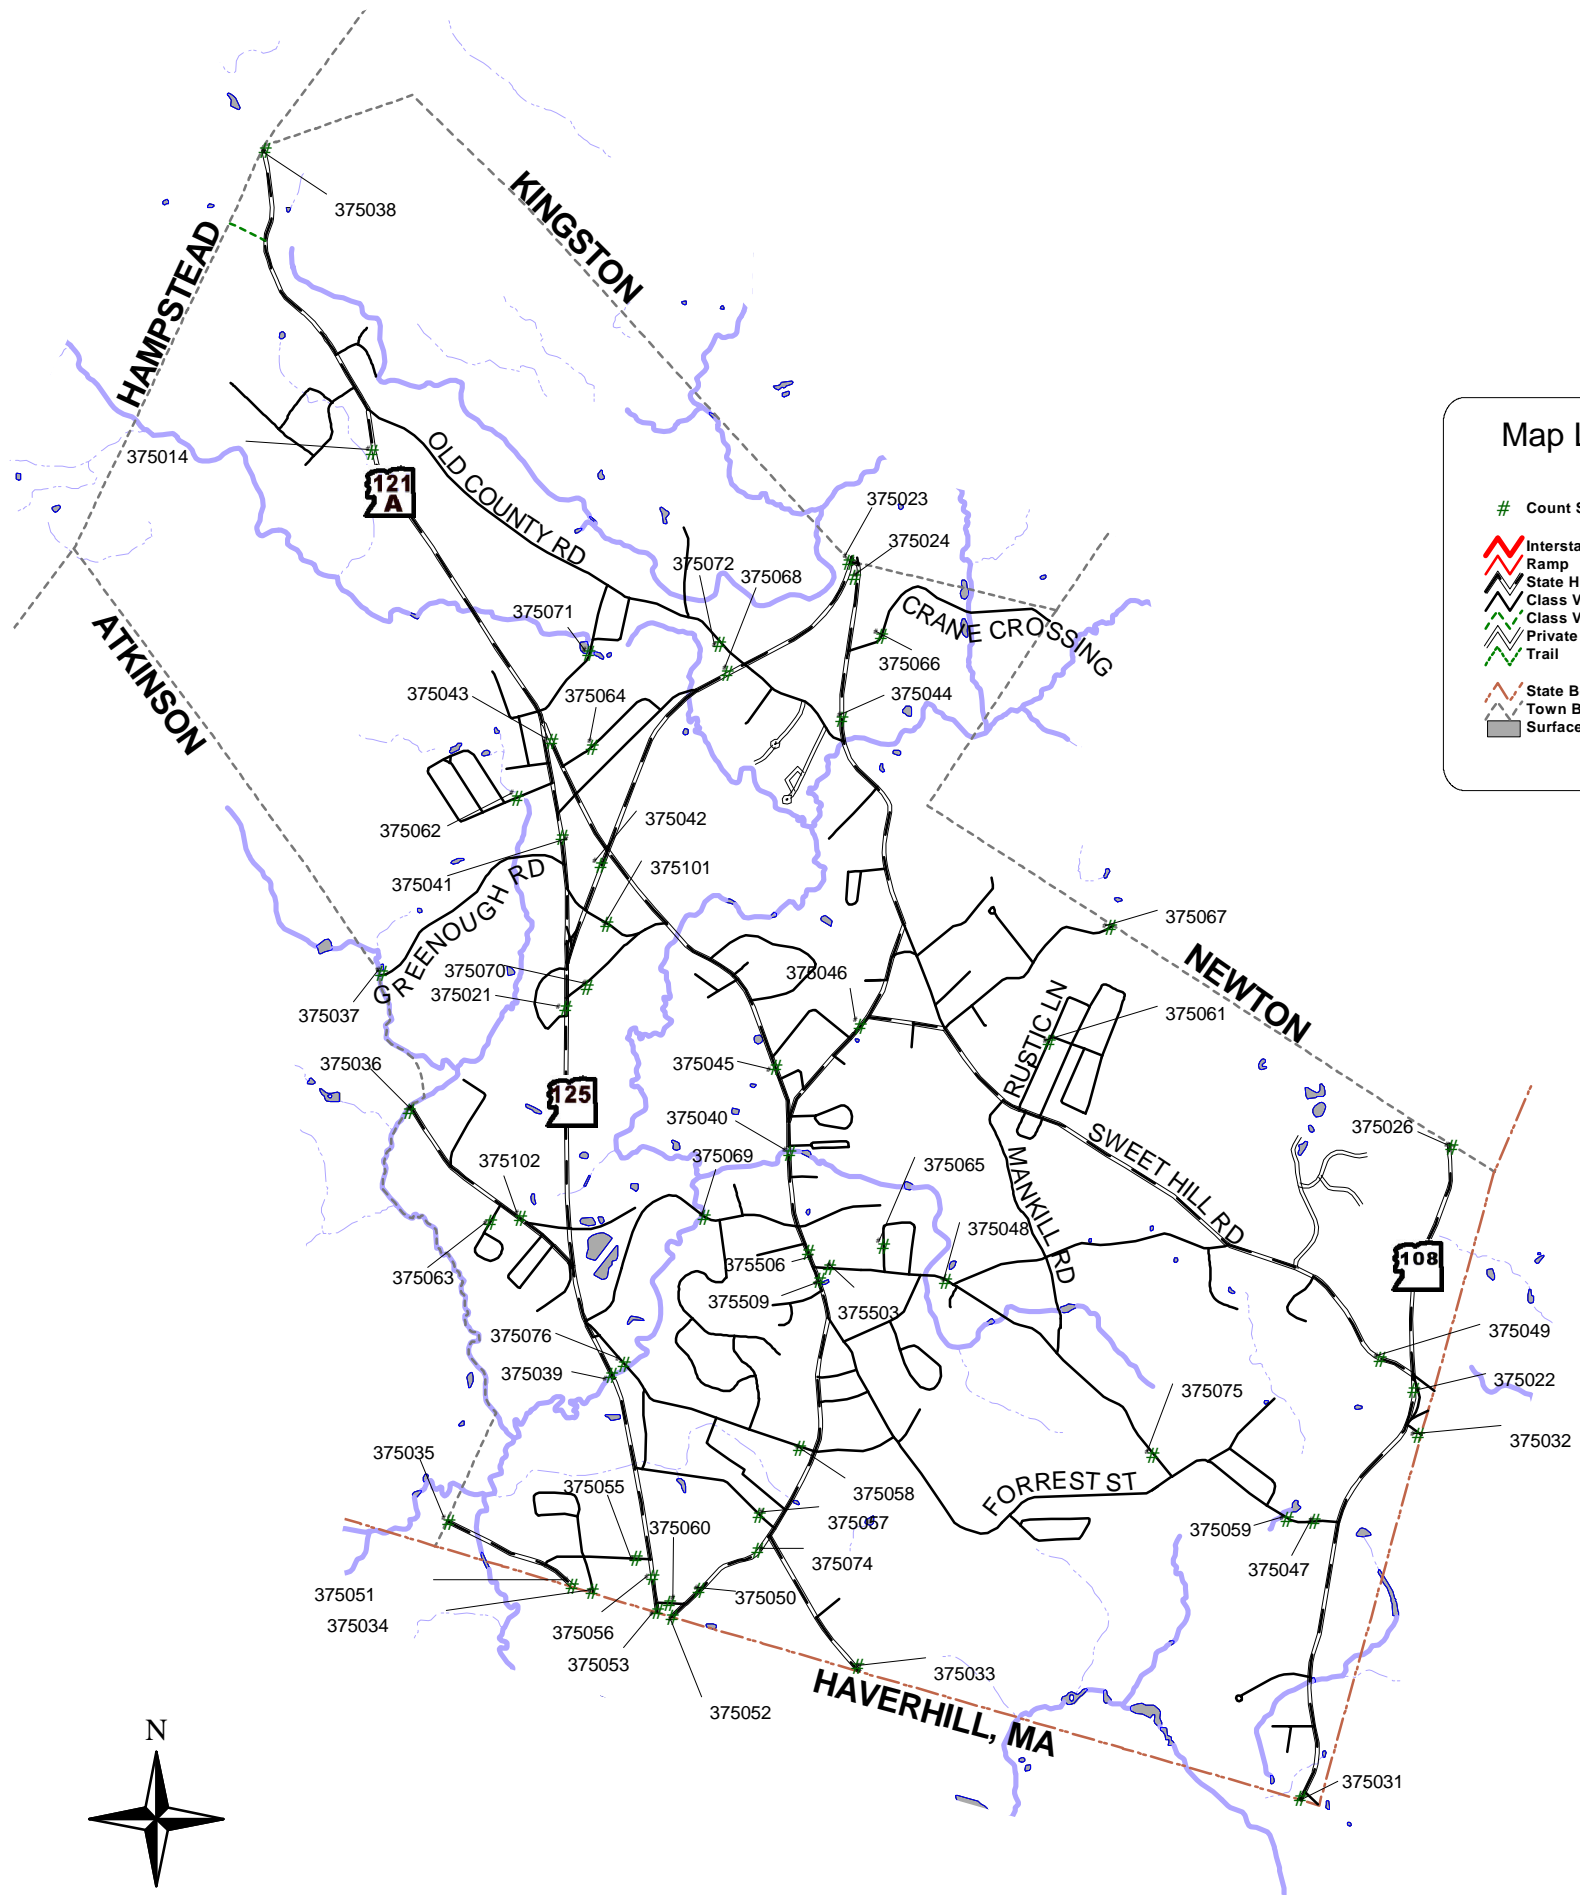 375038
KINGSTON
HAMPSTEAD
375014
121
A
OLD COUNTY RD
375023
375024
375072
375068
375071
CRANE CROSSING
375066
ATKINSON
375043
375064
375044
375062
375042
375041
375101
GREENOUGH RD
375067
375070
375046
375021
375037
NEWTON
RUSTIC LN
375061
375036
375045
125
375040
375026
375102
375069
375065
MANKILL RD
SWEET HILL RD
375048
375063
375506
108
375509
375503
375076
375049
375039
375022
375075
375032
375035
FORREST ST
375055
375058
375060
375057
375059
375074
375047
375051
375050
375034
375056
375053
375033
375052
HAVERHILL, MA
375031
N
Map L
# Count S
Intersta
Ramp
State H
Class V
Class V
Private
Trail
State B
Town B
Surface